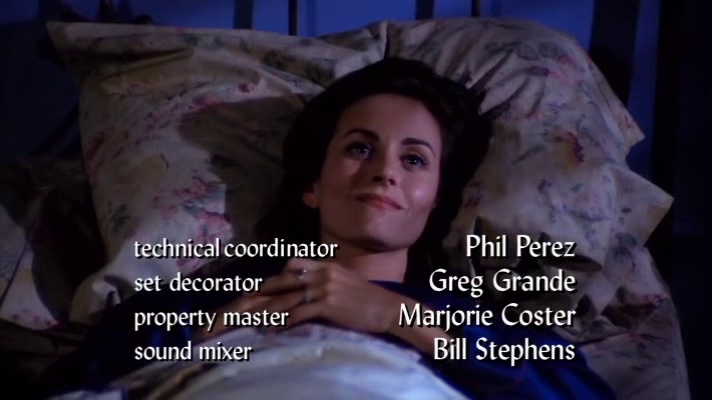 technical coordinator Phil Perez
set decorator Greg Grande
property master Marjorie Coster
sound mixer Bill Stephens